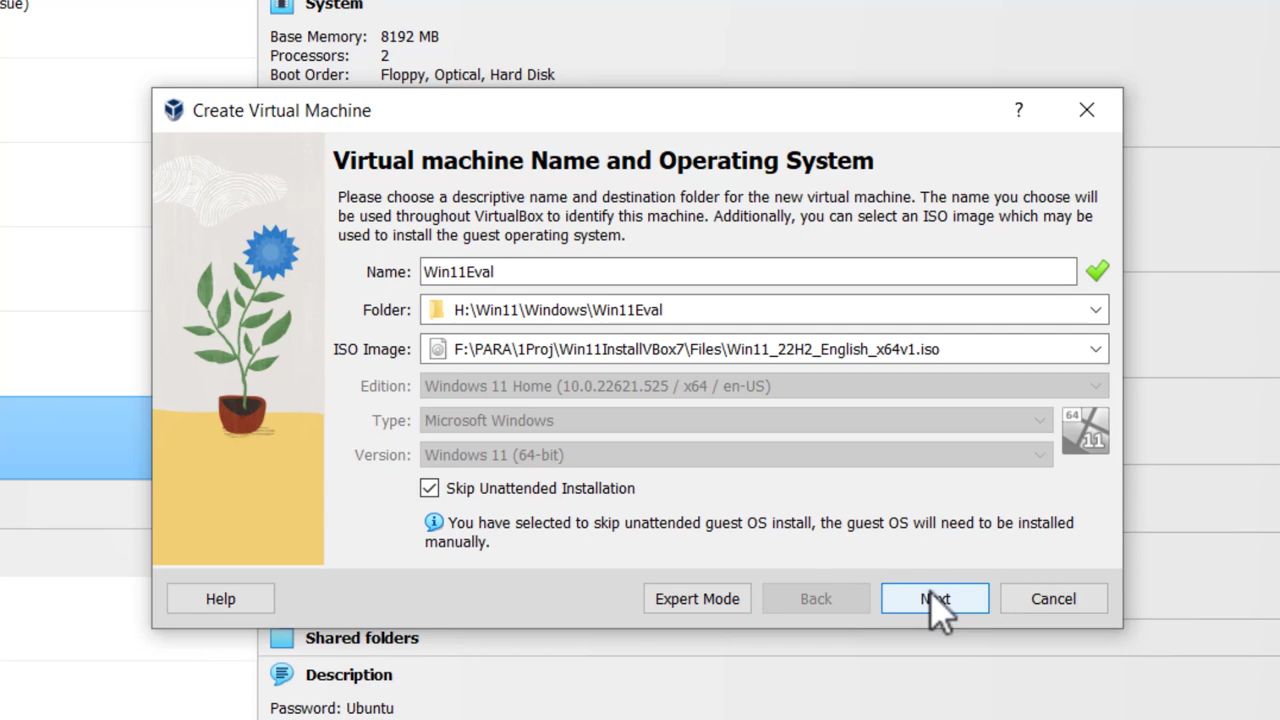 sue)
System
Base Memory: 8192 MB
Processors: 2
Boot Order: Floppy, Optical, Hard Disk
Create Virtual Machine
?
Virtual machine Name and Operating System
Please choose a descriptive name and destination folder for the new virtual machine. The name you choose will
be used throughout VirtualBox to identify this machine. Additionally, you can select an ISO image which may be
used to install the guest operating system.
Name: Win11Eval
Folder: H:\Win11\Windows\Win11Eval
ISO Image: F:\PARA\1Proj\Win11InstallVBox7\Files\Win11_22H2_English_x64v1.iso
Edition: Windows 11 Home (10.0.22621.525 / x64 / en-US)
Type: Microsoft Windows
64
11
Version: Windows 11 (64-bit)
Skip Unattended Installation
You have selected to skip unattended guest OS install, the guest OS will need to be installed
manually.
Help
Expert Mode
Back
Next
Cancel
Shared folders
Description
Password: Ubuntu